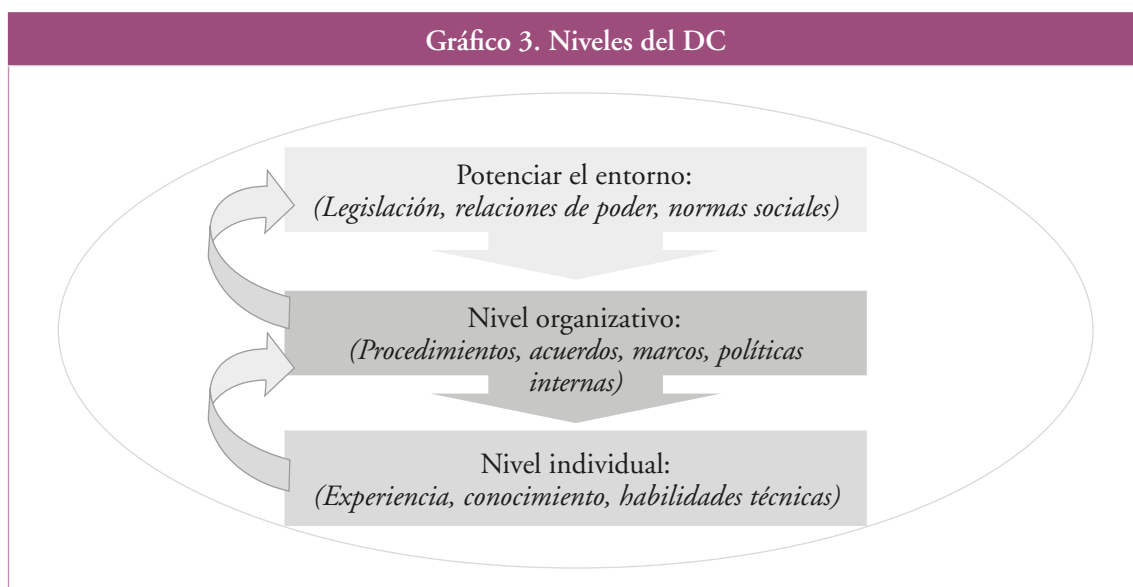 Gráfico 3. Niveles del DC
Potenciar el entorno:
(Legislación, relaciones de poder, normas sociales)
Nivel organizativo:
(Procedimientos, acuerdos, marcos, políticas
internas)
Nivel individual:
(Experiencia, conocimiento, habilidades técnicas)